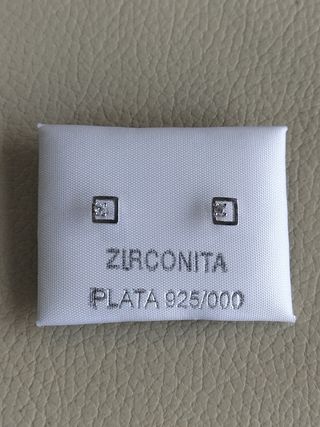 ZIRCONITA
PLATA 925/000